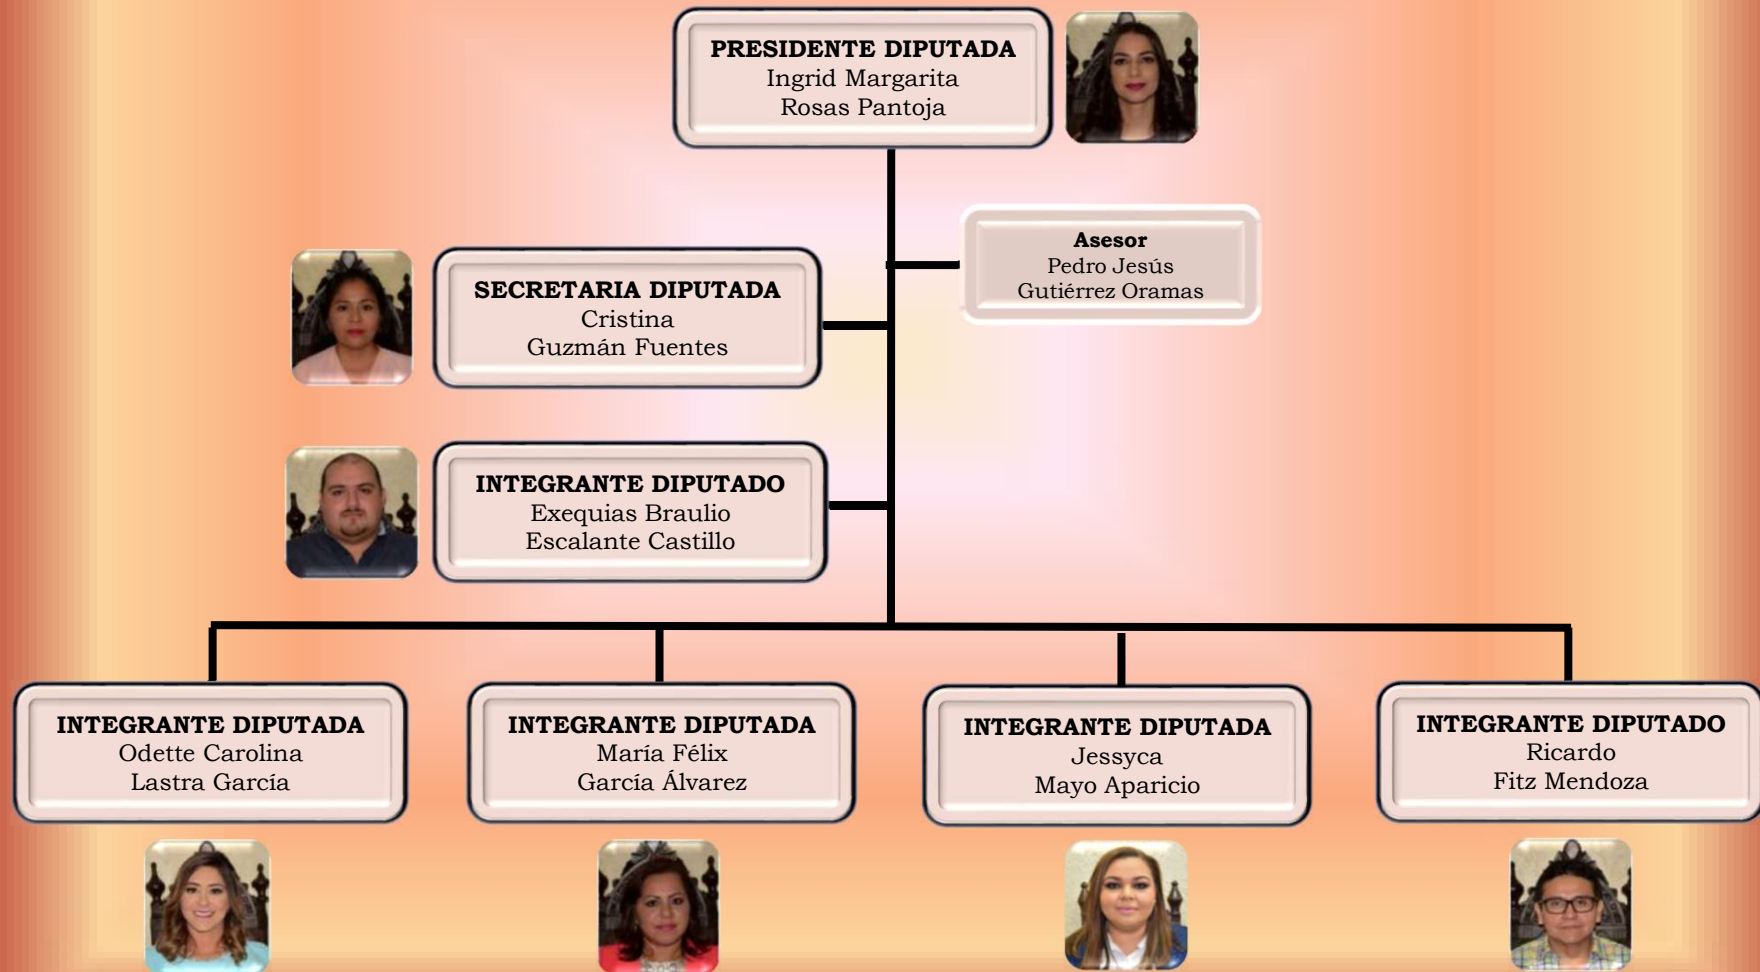 PRESIDENTE DIPUTADA
Ingrid Margarita
Rosas Pantoja
Asesor
Pedro Jesús
Gutiérrez Oramas
SECRETARIA DIPUTADA
Cristina
Guzmán Fuentes
INTEGRANTE DIPUTADO
Exequias Braulio
Escalante Castillo
INTEGRANTE DIPUTADA
Odette Carolina
Lastra García
INTEGRANTE DIPUTADA
María Félix
García Álvarez
INTEGRANTE DIPUTADA
Jessyca
Mayo Aparicio
INTEGRANTE DIPUTADO
Ricardo
Fitz Mendoza